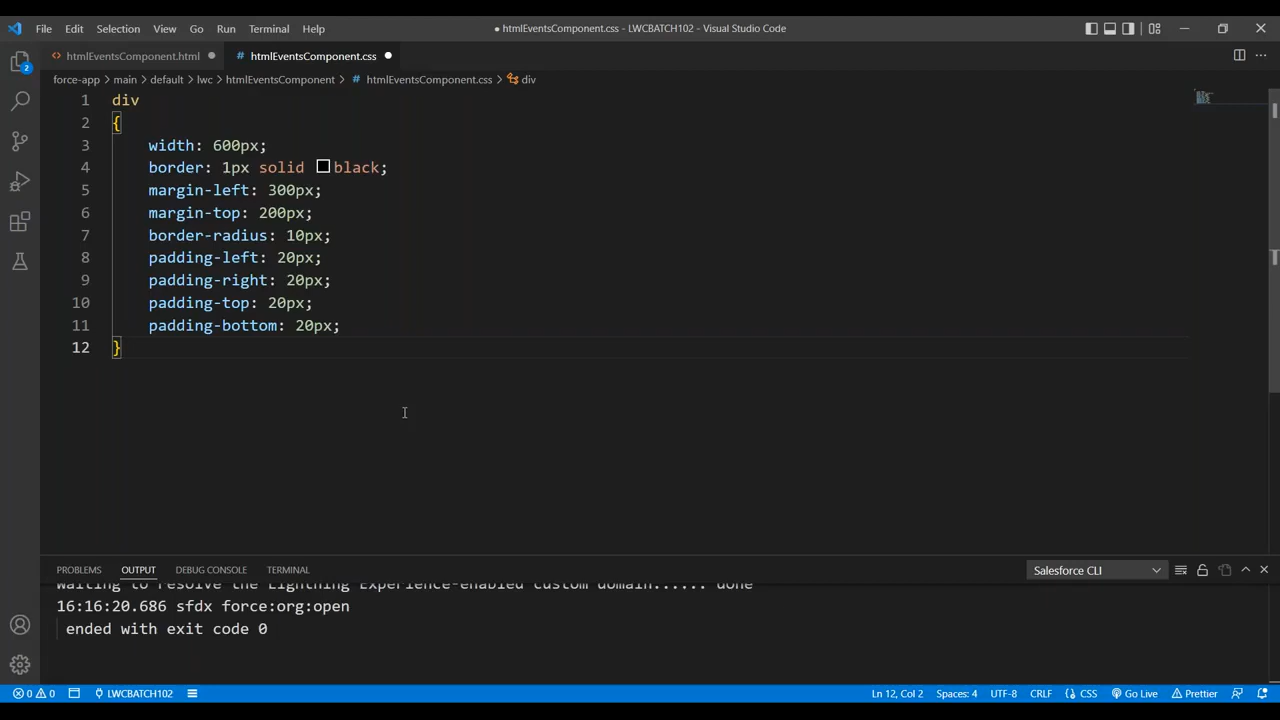 File Edit Selection View Go Run Terminal Help
● htmlEventsComponent.css - LWCBATCH102 - Visual Studio Code
htmlEventsComponent.html ●
# htmlEventsComponent.css ●
force-app > main > default > lwc > htmlEventsComponent > # htmlEventsComponent.css > div
1 div
2 {
3 width: 600px;
4 border: 1px solid black;
5 margin-left: 300px;
6 margin-top: 200px;
7 border-radius: 10px;
8 padding-left: 20px;
9 padding-right: 20px;
10 padding-top: 20px;
11 padding-bottom: 20px;
12 }
2
PROBLEMS OUTPUT DEBUG CONSOLE TERMINAL
Salesforce CLI
Waiting to resolve the Lightning Experience-enabled custom domain...... done
16:16:20.686 sfdx force:org:open
ended with exit code 0
0 0 LWCBATCH102
Ln 12, Col 2 Spaces: 4 UTF-8 CRLF CSS Go Live Prettier